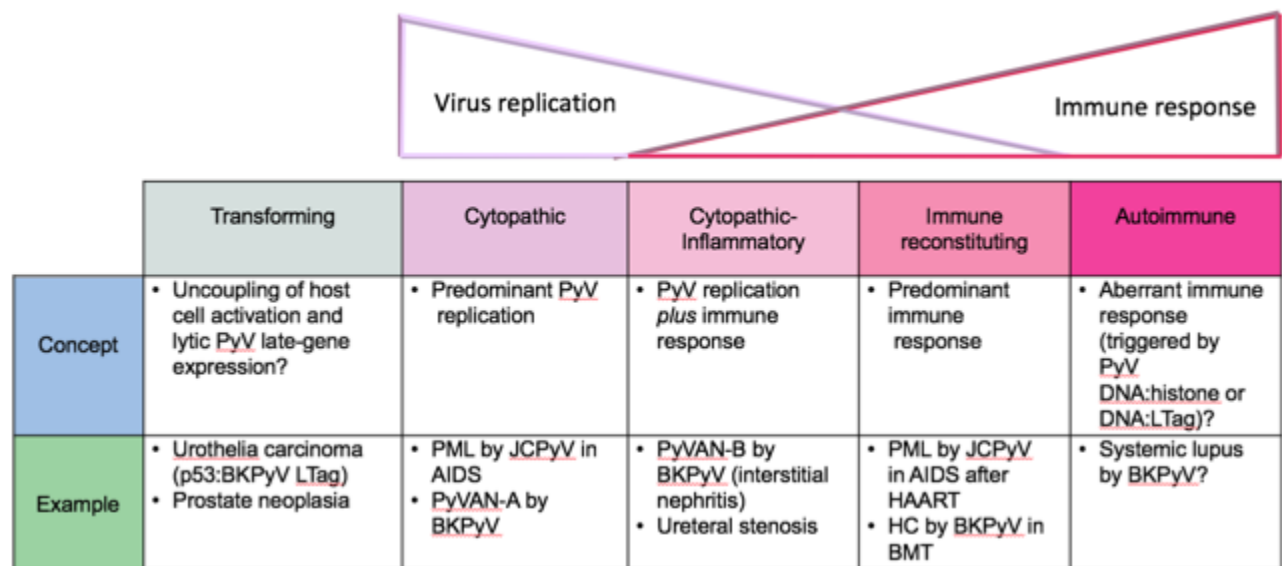 Virus replication
Immune response
Transforming
Cytopathic
Cytopathic-
Inflammatory
Immune
reconstituting
Autoimmune
Concept
• Uncoupling of host
cell activation and
lytic PyV late-gene
expression?
• Predominant PyV
replication
• PyV replication
plus immune
response
• Predominant
immune
response
• Aberrant immune
response
(triggered by
PyV
DNA:histone or
DNA:LTag)?
Example
• Urothelia carcinoma
(p53:BKPyV LTag)
• Prostate neoplasia
• PML by JCPyV in
AIDS
• PyVAN-A by
BKPyV
• PyVAN-B by
BKPyV (interstitial
nephritis)
• Ureteral stenosis
• PML by JCPyV
in AIDS after
HAART
• HC by BKPyV in
BMT
• Systemic lupus
by BKPyV?